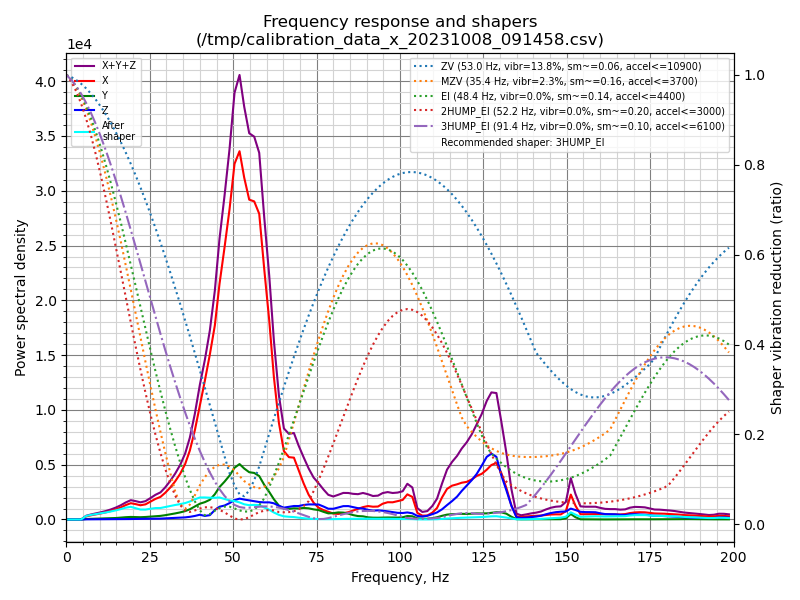 Frequency response and shapers
(/tmp/calibration_data_x_20231008_091458.csv)
1e4
X+Y+Z
X
Y
Z
After
shaper
ZV (53.0 Hz, vibr=13.8%, sm~=0.06, accel<=10900)
MZV (35.4 Hz, vibr=2.3%, sm~=0.16, accel<=3700)
EI (48.4 Hz, vibr=0.0%, sm~=0.14, accel<=4400)
2HUMP_EI (52.2 Hz, vibr=0.0%, sm~=0.20, accel<=3000)
3HUMP_EI (91.4 Hz, vibr=0.0%, sm~=0.10, accel<=6100)
Recommended shaper: 3HUMP_EI
Power spectral density
4.0
3.5
3.0
2.5
2.0
1.5
1.0
0.5
0.0
1.0
0.8
0.6
0.4
0.2
0.0
Shaper vibration reduction (ratio)
0 25 50 75 100 125 150 175 200
Frequency, Hz